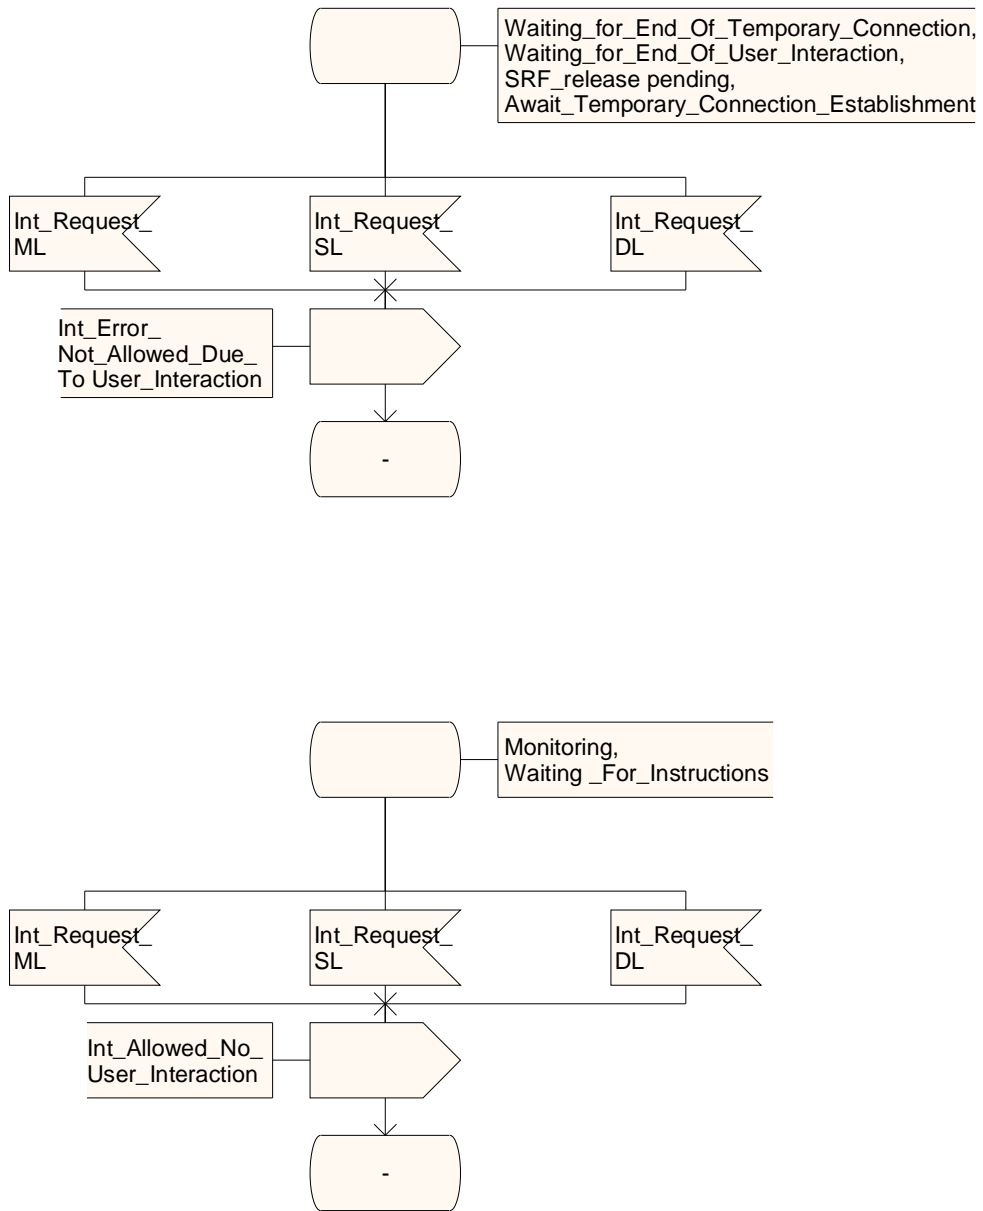 Waiting_for_End_Of_Temporary_Connection,
Waiting_for_End_Of_User_Interaction,
SRF_release pending,
Await_Temporary_Connection_Establishment
Int_Request_
ML
Int_Request_
SL
Int_Request_
DL
Int_Error_
Not_Allowed_Due_
To User_Interaction
-
Monitoring,
Waiting _For_Instructions
Int_Request_
ML
Int_Request_
SL
Int_Request_
DL
Int_Allowed_No_
User_Interaction
-